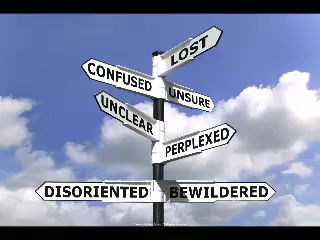 LOST
CONFUSED
UNSURE
UNCLEAR
PERPLEXED
DISORIENTED
BEWILDERED